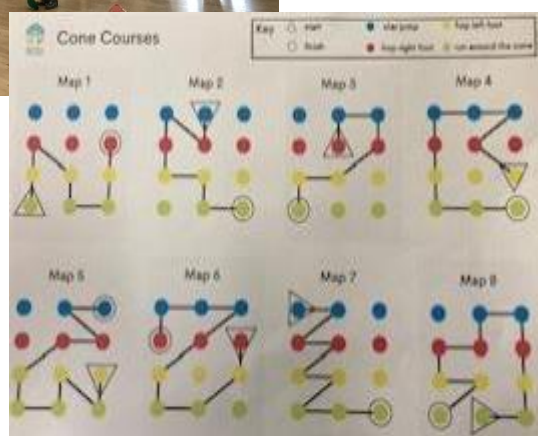 Cone Courses
Key start star jump hop left foot
finish hop right foot run around the cone
Map 1 Map 2 Map 3 Map 4
Map 5 Map 6 Map 7 Map 8